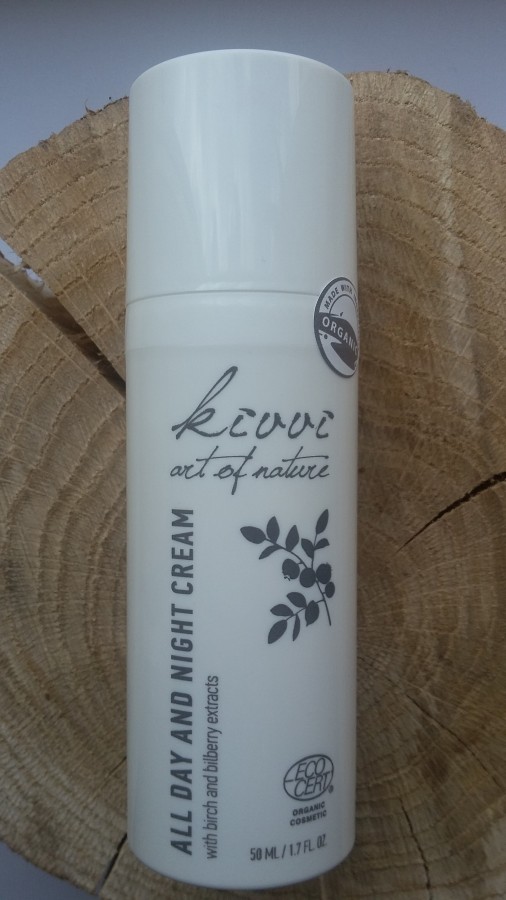 MADE WITH
ORGANIC
kivvi
art of nature
ALL DAY AND NIGHT CREAM
with birch and bilberry extracts
ECO
CERT®
ORGANIC
COSMETIC
50 ML / 1.7 FL. OZ.